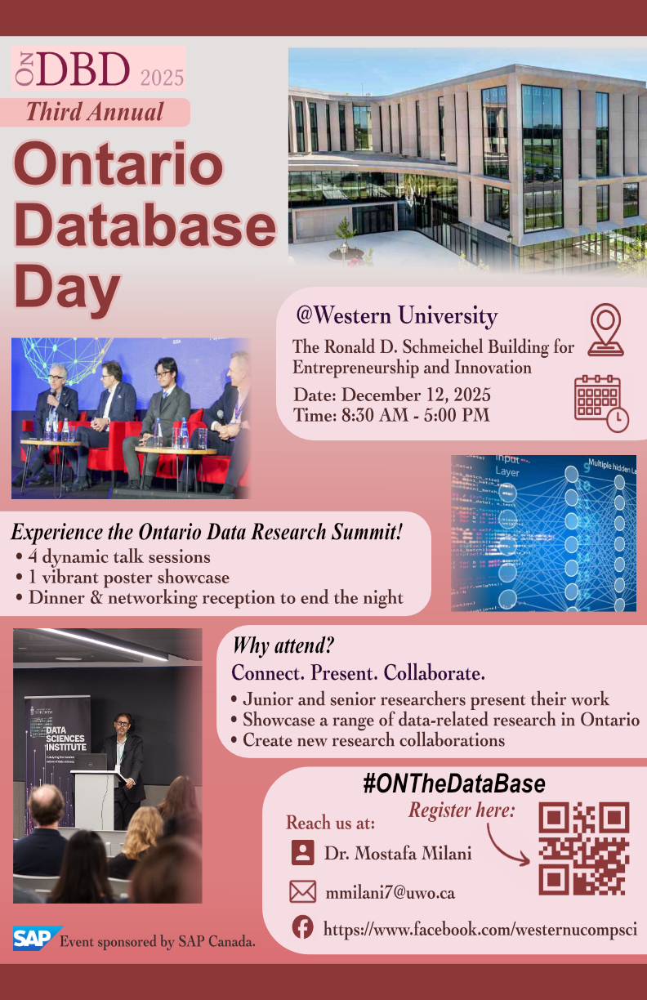 ON DBD 2025
Third Annual
Ontario
Database
Day
@Western University
The Ronald D. Schmeichel Building for
Entrepreneurship and Innovation
Date: December 12, 2025
Time: 8:30 AM - 5:00 PM
Input
Layer
Multiple hidden La
Experience the Ontario Data Research Summit!
• 4 dynamic talk sessions
• 1 vibrant poster showcase
• Dinner & networking reception to end the night
TORONTO
DATA
SCIENCES
INSTITUTE
Why attend?
Connect. Present. Collaborate.
• Junior and senior researchers present their work
• Showcase a range of data-related research in Ontario
• Create new research collaborations
#ONTheDataBase
Register here:
Reach us at:
Dr. Mostafa Milani
mmilani7@uwo.ca
https://www.facebook.com/westernucompsci
SAP Event sponsored by SAP Canada.